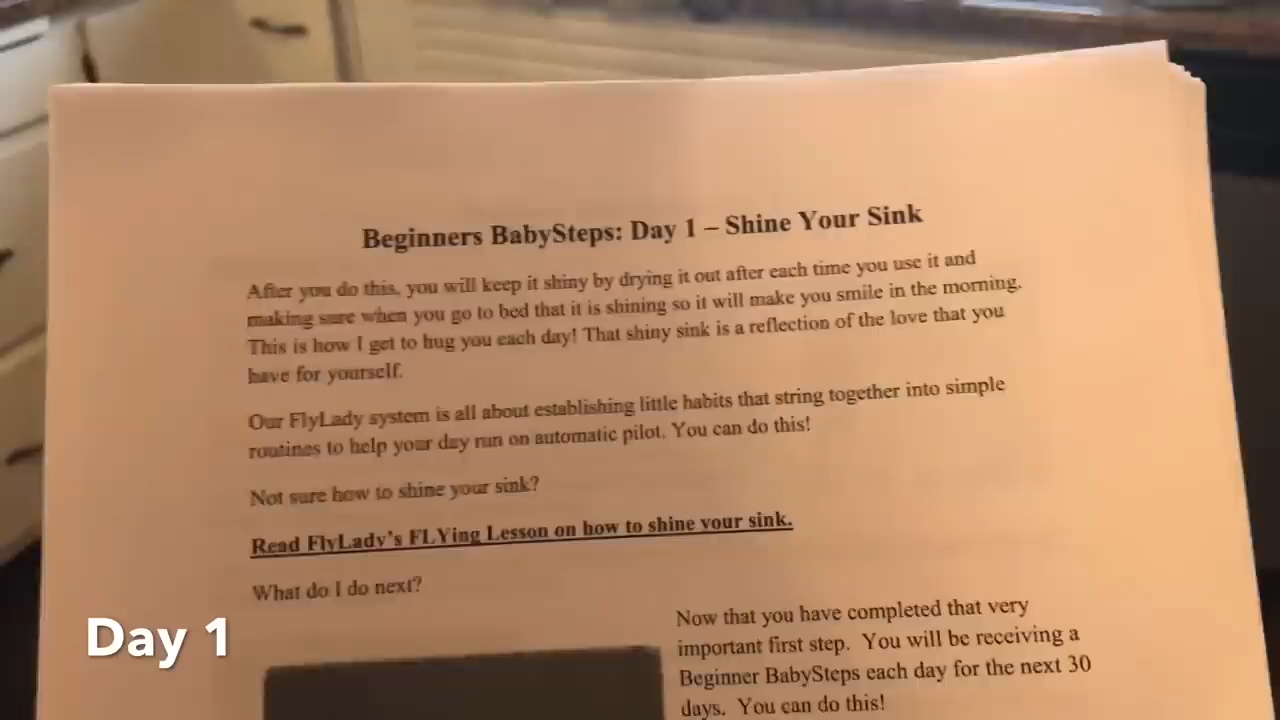 Beginners BabySteps: Day 1 – Shine Your Sink
After you do this, you will keep it shiny by drying it out after each time you use it and
making sure when you go to bed that it is shining so it will make you smile in the morning.
This is how I get to hug you each day! That shiny sink is a reflection of the love that you
have for yourself.
Our FlyLady system is all about establishing little habits that string together into simple
routines to help your day run on automatic pilot. You can do this!
Not sure how to shine your sink?
Read FlyLady's FLYing Lesson on how to shine your sink.
What do I do next?
Now that you have completed that very
important first step. You will be receiving a
Beginner BabySteps each day for the next 30
days. You can do this!
Day 1